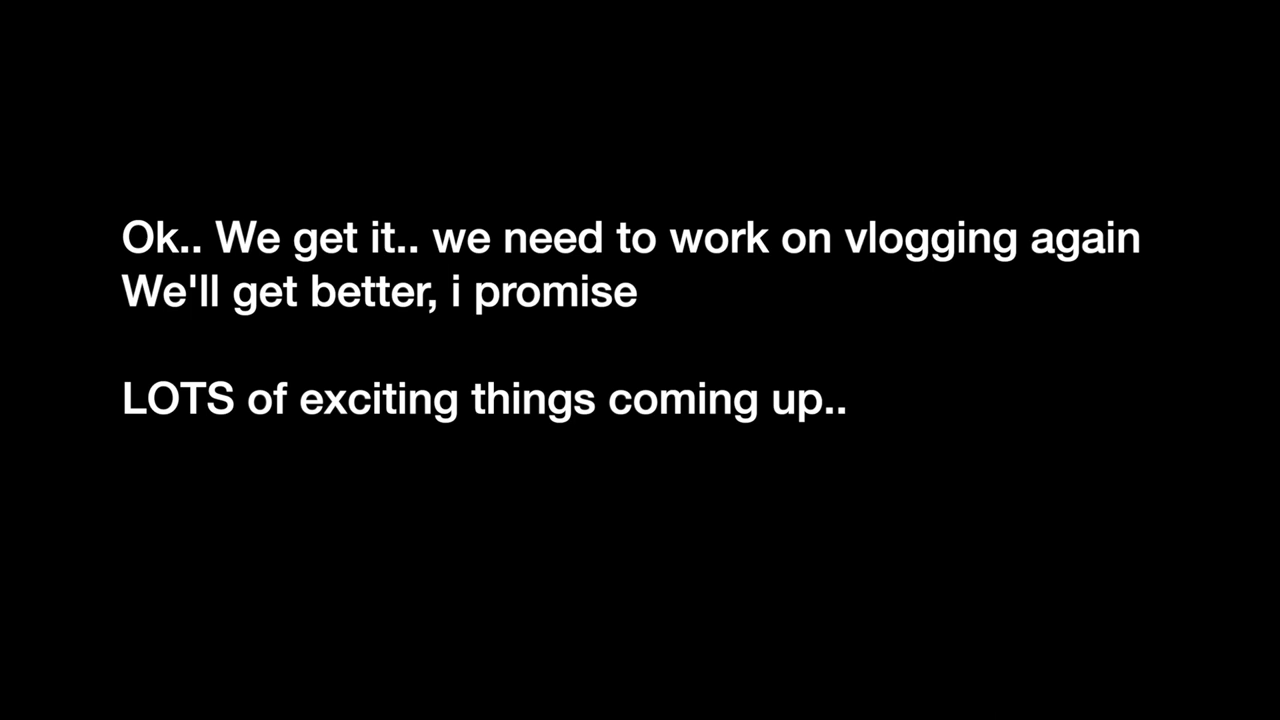 Ok.. We get it.. we need to work on vlogging again
We'll get better, i promise
LOTS of exciting things coming up..